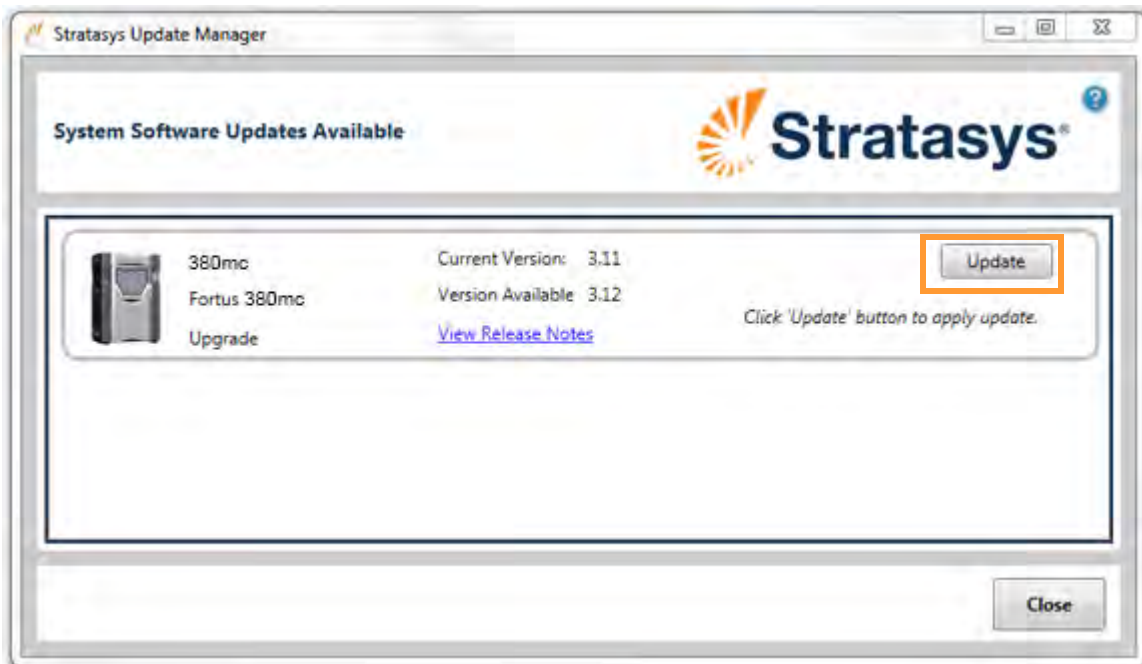 Stratasys Update Manager
System Software Updates Available
Stratasys®
?
380mc
Current Version: 3.11
Update
Fortus 380mc
Version Available 3.12
Click 'Update' button to apply update.
Upgrade
View Release Notes
Close